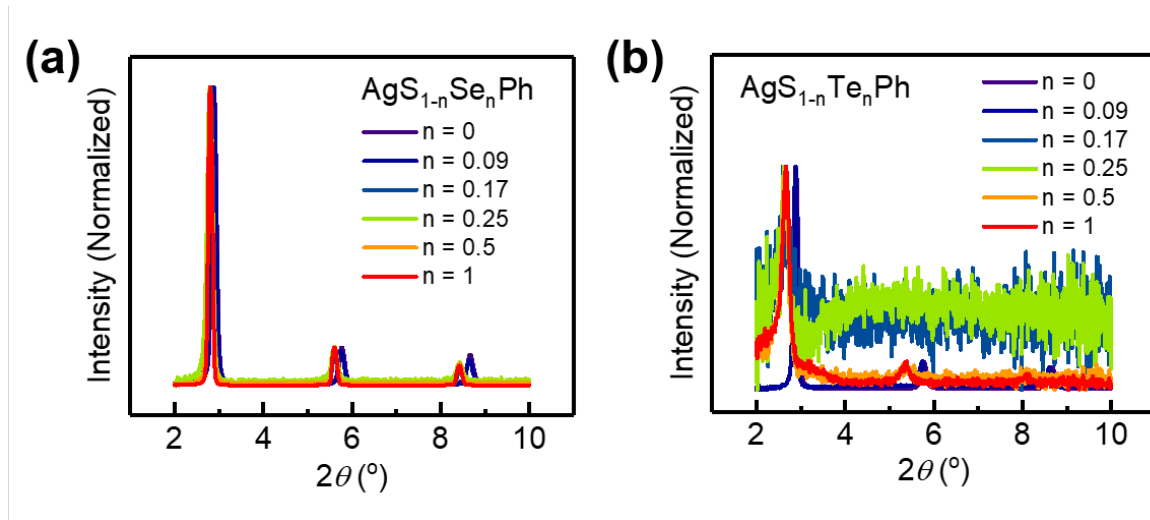 (a)
AgS₁₋ₙSeₙPh
n = 0
n = 0.09
n = 0.17
n = 0.25
n = 0.5
n = 1
Intensity (Normalized)
2 4 6 8 10
2θ (º)
(b)
AgS₁₋ₙTeₙPh
n = 0
n = 0.09
n = 0.17
n = 0.25
n = 0.5
n = 1
Intensity (Normalized)
2 4 6 8 10
2θ (º)